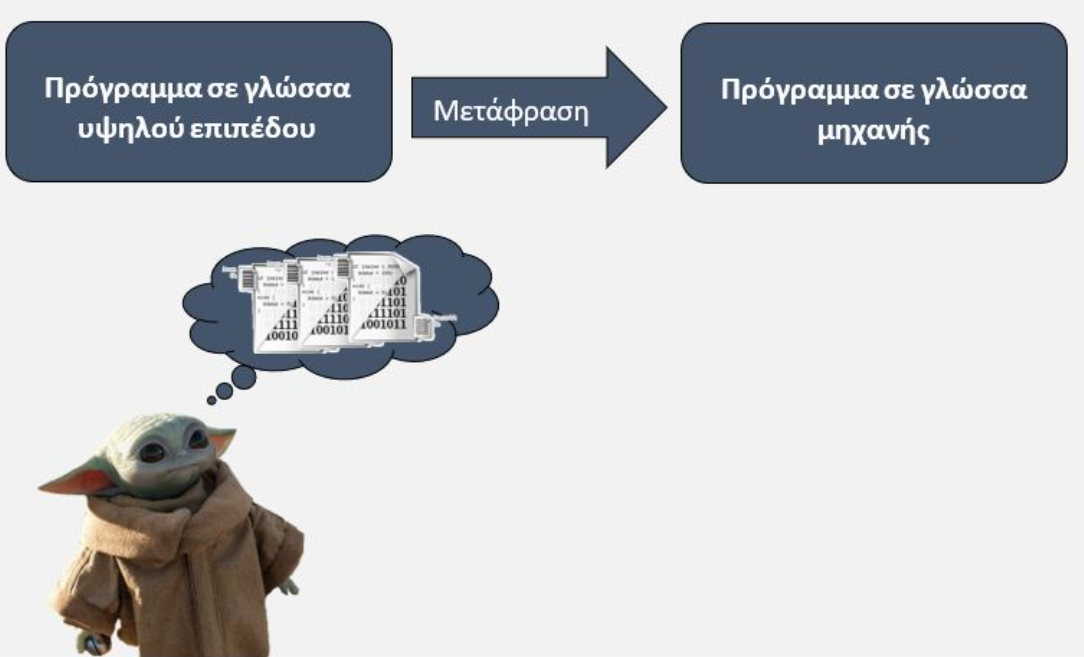 Πρόγραμμα σε γλώσσα
υψηλού επιπέδου
Μετάφραση
Πρόγραμμα σε γλώσσα
μηχανής